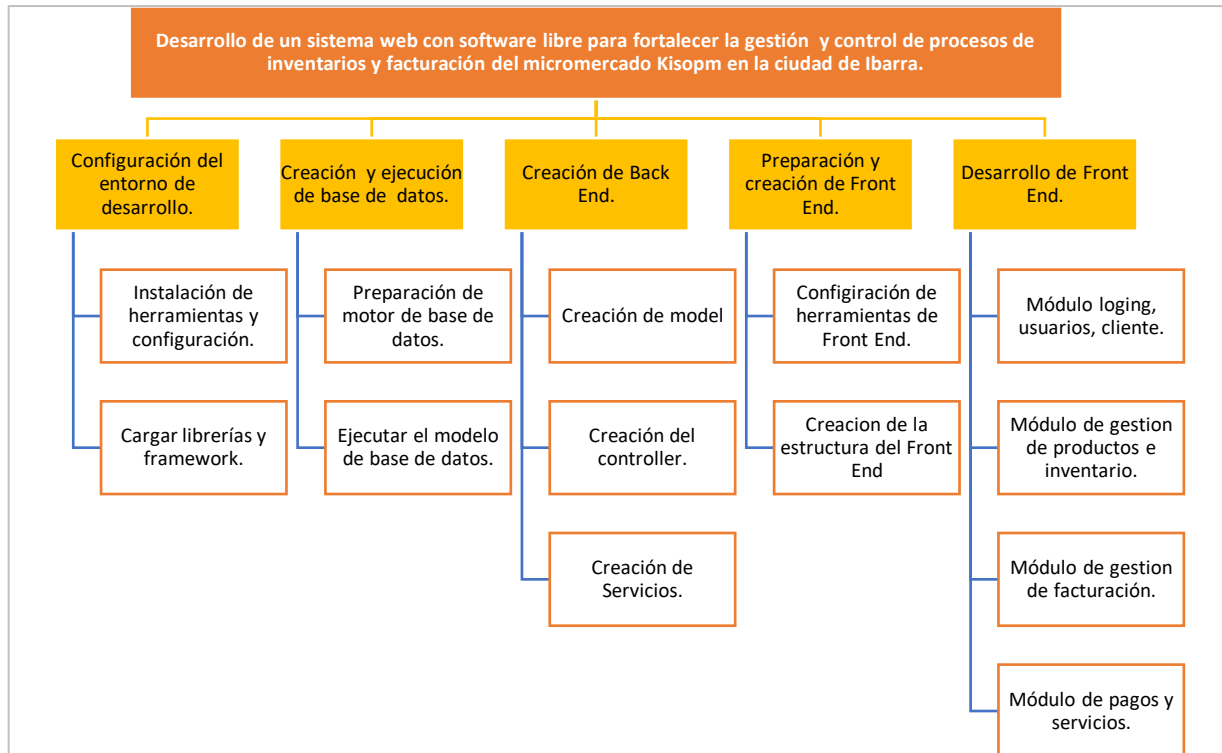 Desarrollo de un sistema web con software libre para fortalecer la gestión y control de procesos de
inventarios y facturación del micromercado Kisopm en la ciudad de Ibarra.
Configuración del
entorno de
desarrollo.
Instalación de
herramientas y
configuración.
Cargar librerías y
framework.
Creación y ejecución
de base de datos.
Preparación de
motor de base de
datos.
Ejecutar el modelo
de base de datos.
Creación de Back
End.
Creación de model
Creación del
controller.
Creación de
Servicios.
Preparación y
creación de Front
End.
Configiración de
herramientas de
Front End.
Creacion de la
estructura del Front
End
Desarrollo de Front
End.
Módulo loging,
usuarios, cliente.
Módulo de gestion
de productos e
inventario.
Módulo de gestion
de facturación.
Módulo de pagos y
servicios.